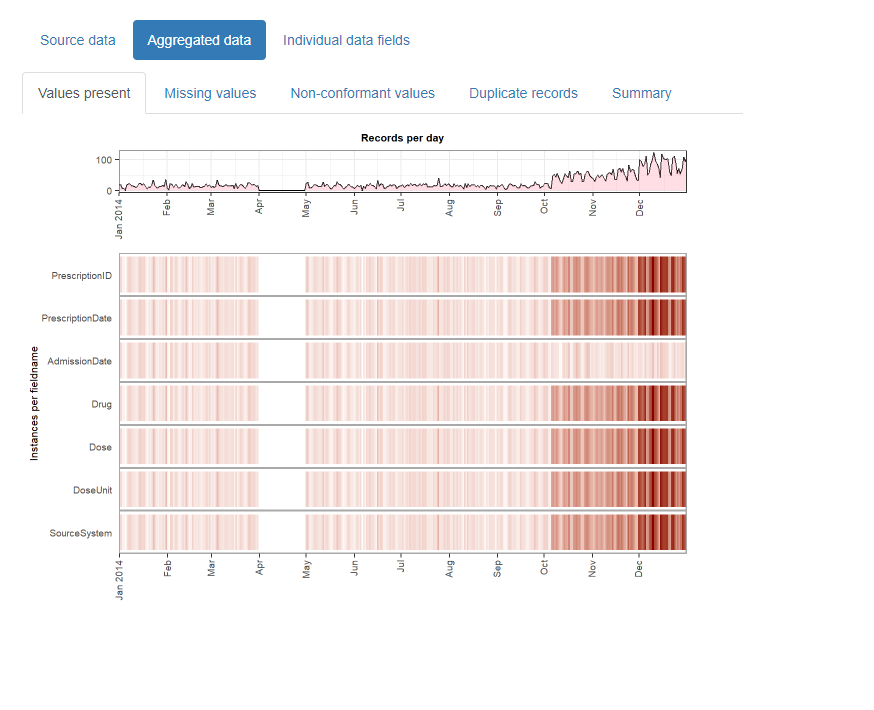 Source data Aggregated data Individual data fields
Values present Missing values Non-conformant values Duplicate records Summary
Records per day
100
0
Jan 2014 Feb Mar Apr May Jun Jul Aug Sep Oct Nov Dec
Instances per fieldname
PrescriptionID
PrescriptionDate
AdmissionDate
Drug
Dose
DoseUnit
SourceSystem
Jan 2014 Feb Mar Apr May Jun Jul Aug Sep Oct Nov Dec